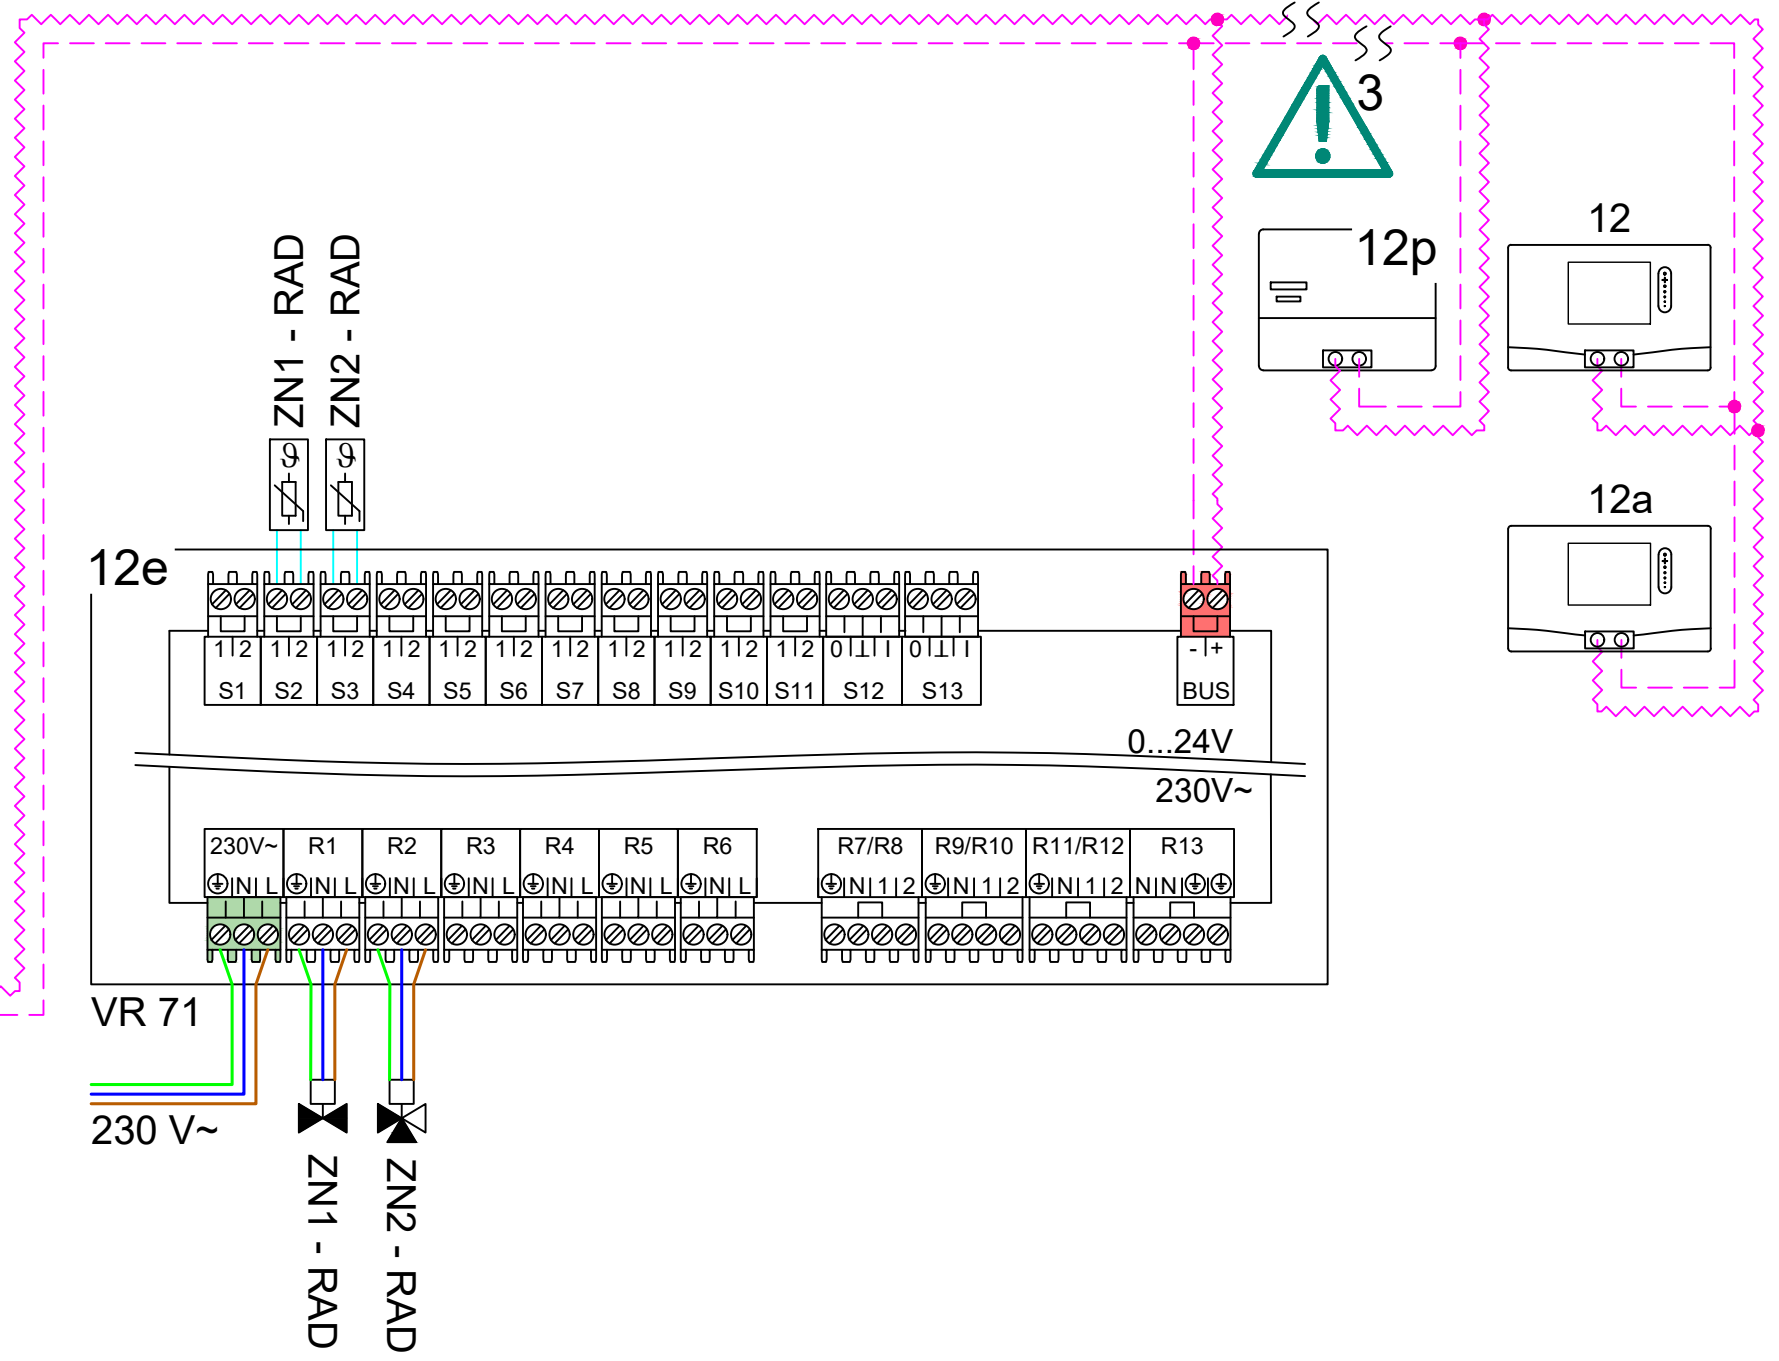 3
12p
12
12a
ZN1 - RAD
ZN2 - RAD
ϑ
ϑ
12e
1 2 1 2 1 2 1 2 1 2 1 2 1 2 1 2 1 2 1 2 1 2 0 ⊥ I 0 ⊥ I - +
S1 S2 S3 S4 S5 S6 S7 S8 S9 S10 S11 S12 S13 BUS
0...24V
230V~
230V~ R1 R2 R3 R4 R5 R6 R7/R8 R9/R10 R11/R12 R13
N L N L N L N L N L N L N L N 1 2 N 1 2 N 1 2 N N
VR 71
230 V~
ZN1 - RAD
ZN2 - RAD